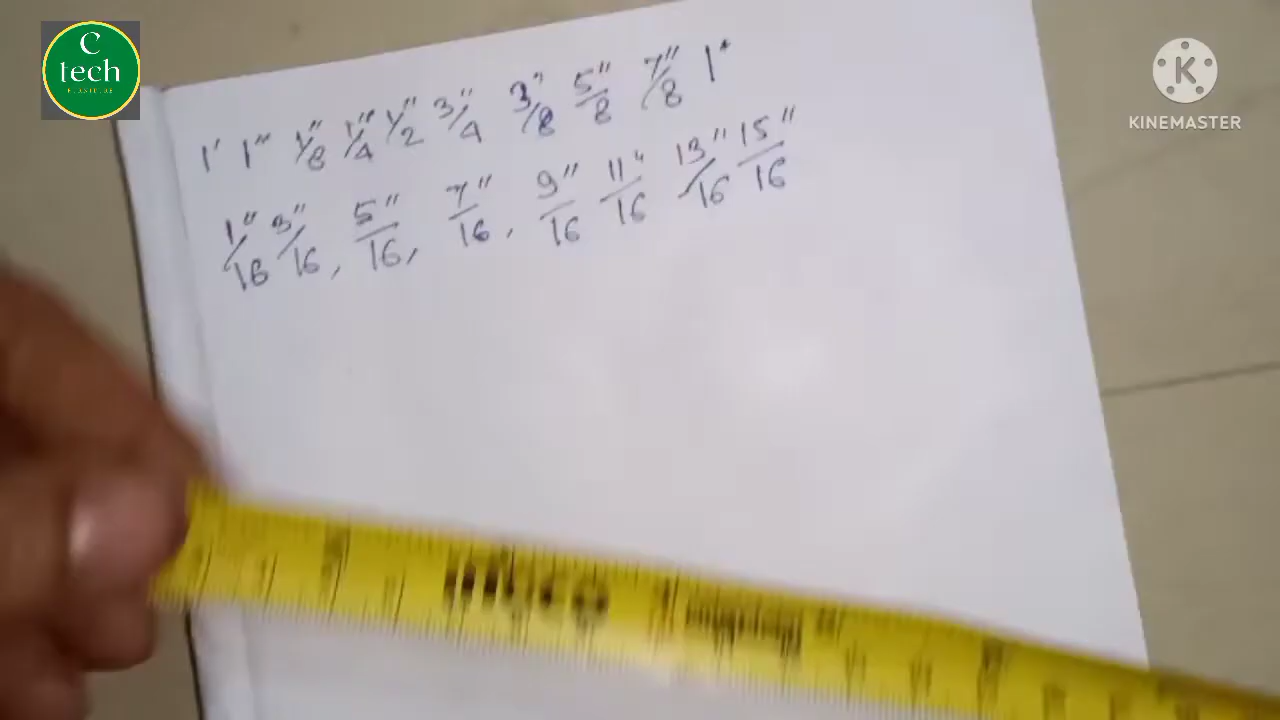 C
tech
FURNITURE
KINEMASTER
1' 1" 1/8" 1/4" 1/2" 3/4" 3/8" 5/8" 7/8" 1"
1/16" 3/16", 5/16", 7/16", 9/16" 11/16" 13/16" 15/16"